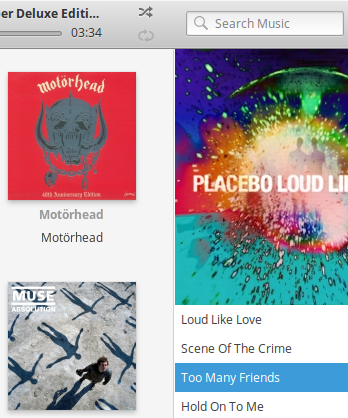 per Deluxe Editi...
03:34
Search Music
Motörhead
40th Anniversary Edition
Motörhead
Motörhead
MUSE
ABSOLUTION
PLACEBO LOUD LI
Loud Like Love
Scene Of The Crime
Too Many Friends
Hold On To Me